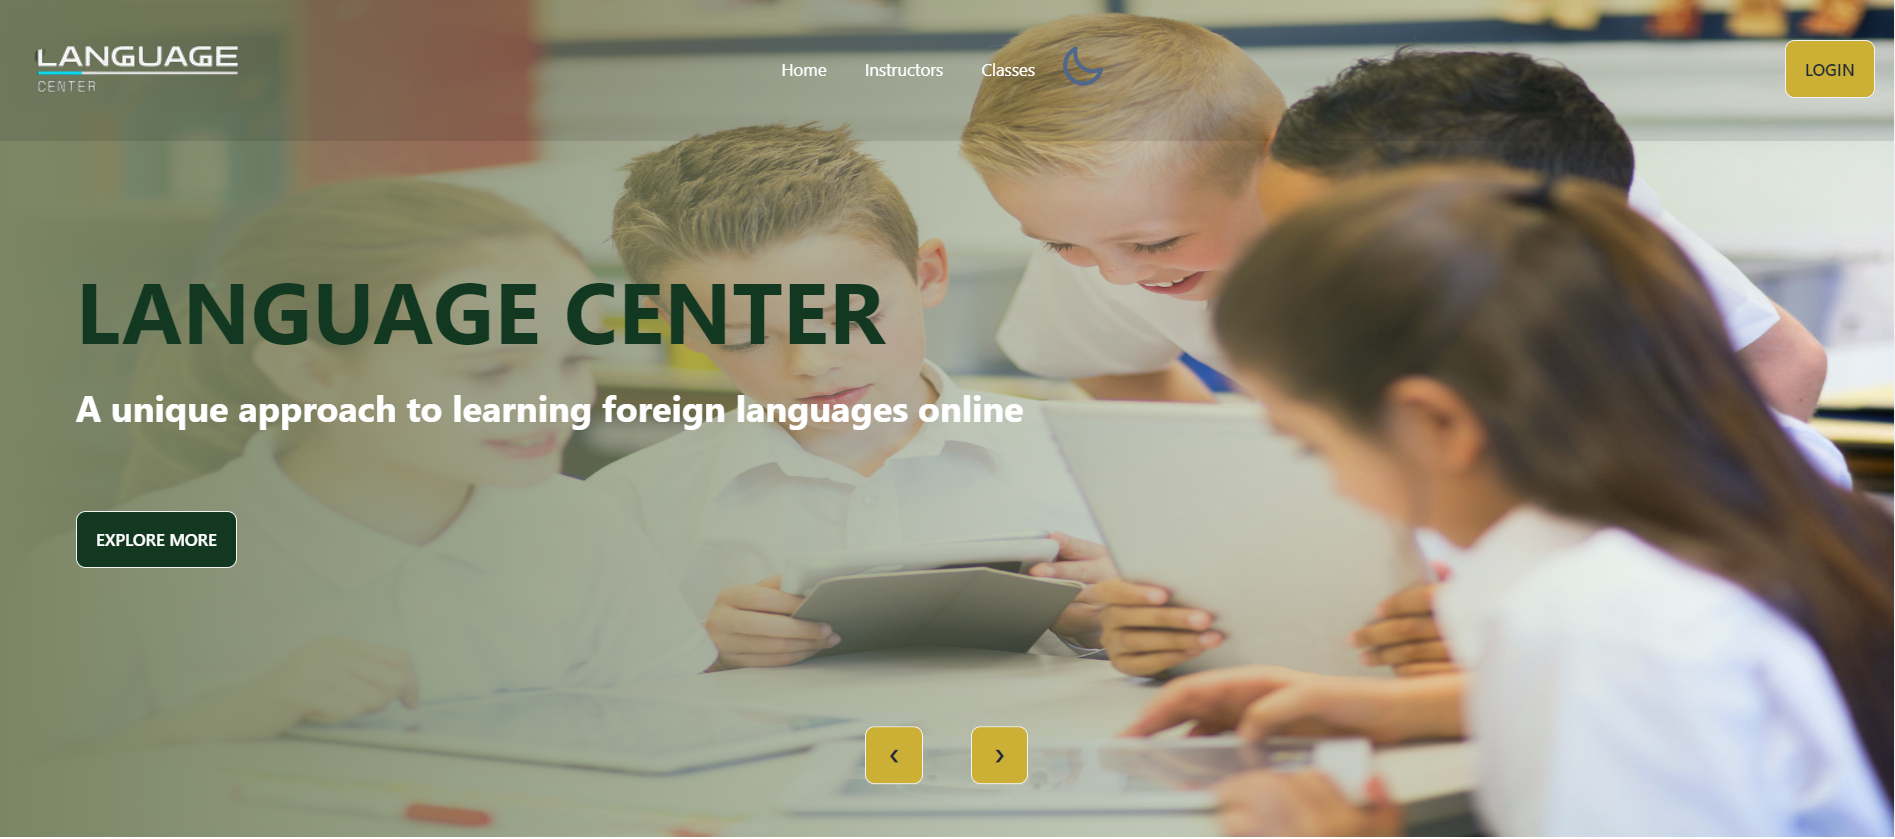 LANGUAGE
CENTER
Home Instructors Classes
LOGIN
LANGUAGE CENTER
A unique approach to learning foreign languages online
EXPLORE MORE
‹ ›